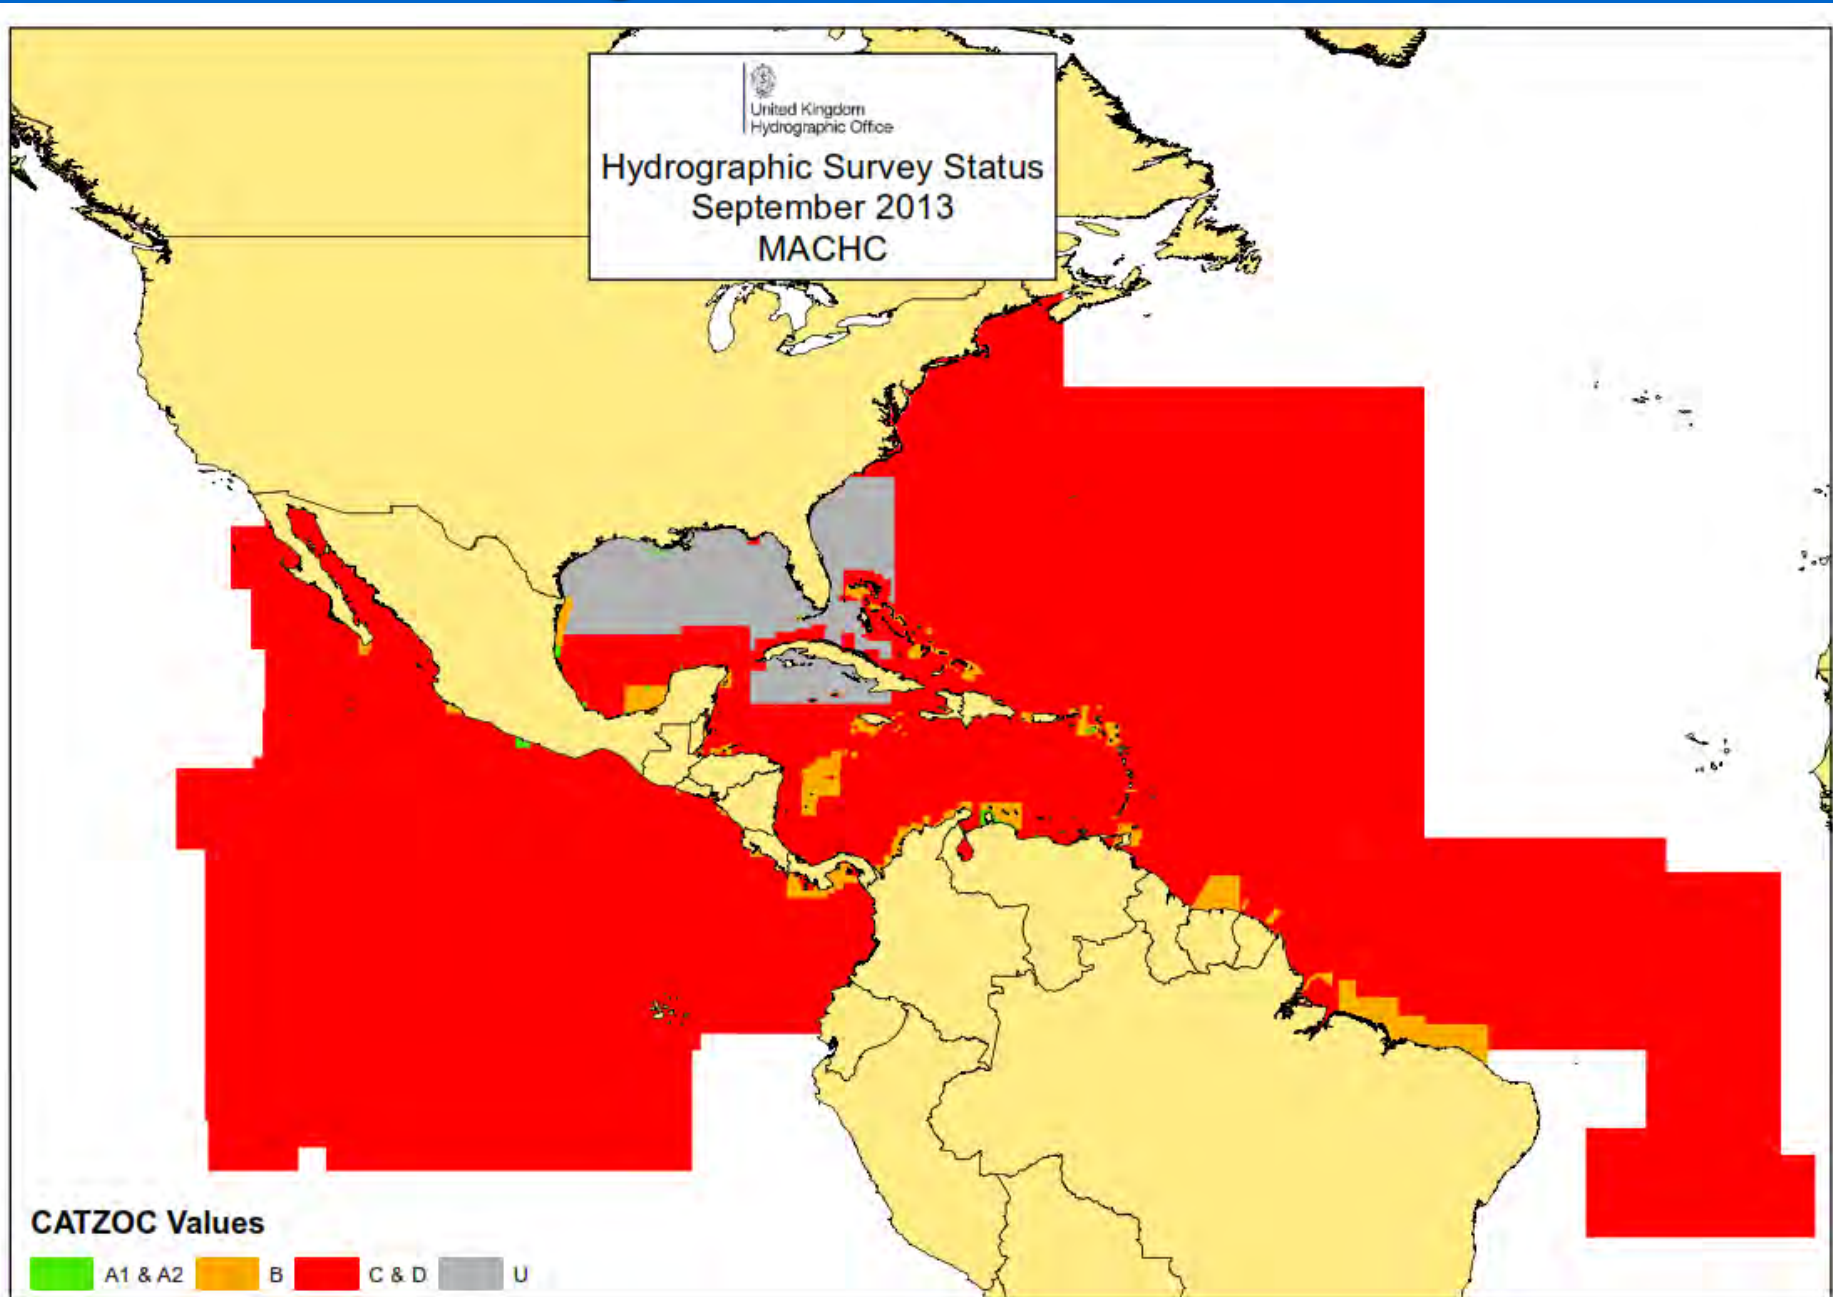 United Kingdom
Hydrographic Office
Hydrographic Survey Status
September 2013
MACHC
CATZOC Values
A1 & A2
B
C & D
U